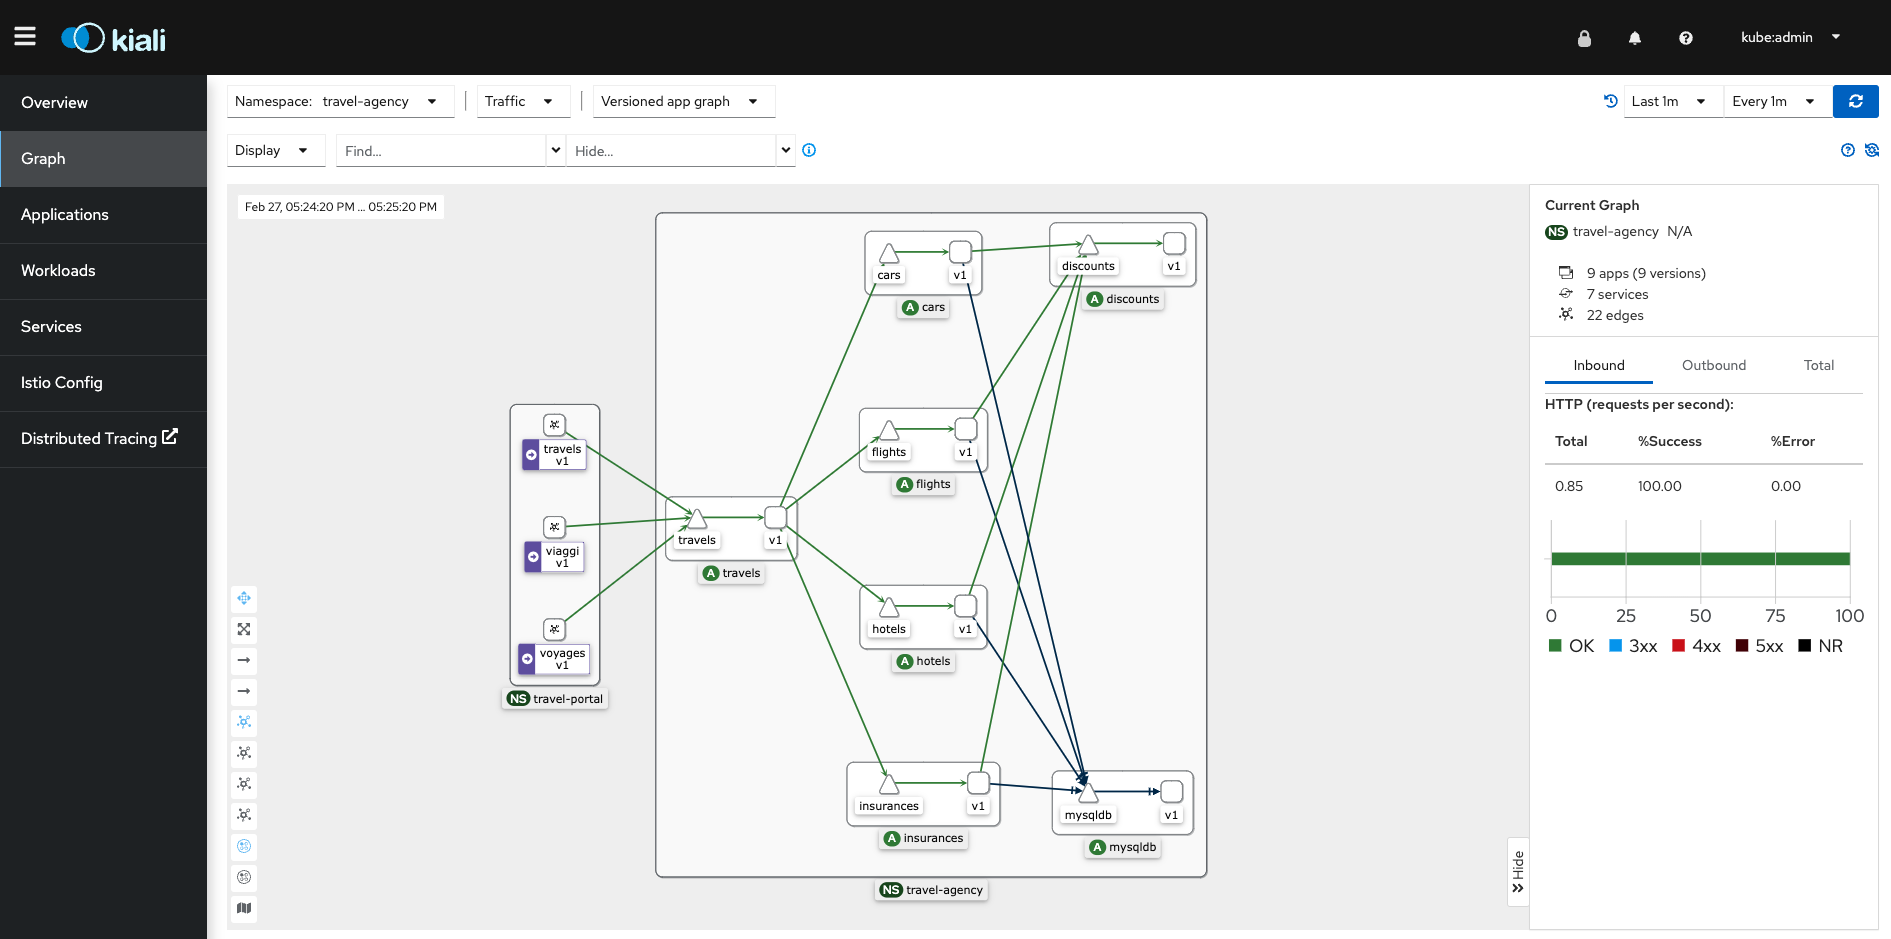 kiali
kube:admin
Overview
Graph
Applications
Workloads
Services
Istio Config
Distributed Tracing
Namespace: travel-agency
Traffic
Versioned app graph
Last 1m
Every 1m
Display
Find...
Hide...
Feb 27, 05:24:20 PM ... 05:25:20 PM
cars
v1
A cars
discounts
v1
A discounts
travels
v1
viaggi
v1
voyages
v1
NS travel-portal
travels
v1
A travels
flights
v1
A flights
hotels
v1
A hotels
insurances
v1
A insurances
mysqldb
v1
A mysqldb
NS travel-agency
Hide
Current Graph
NS travel-agency N/A
9 apps (9 versions)
7 services
22 edges
Inbound Outbound Total
HTTP (requests per second):
Total %Success %Error
0.85 100.00 0.00
0 25 50 75 100
OK 3xx 4xx 5xx NR